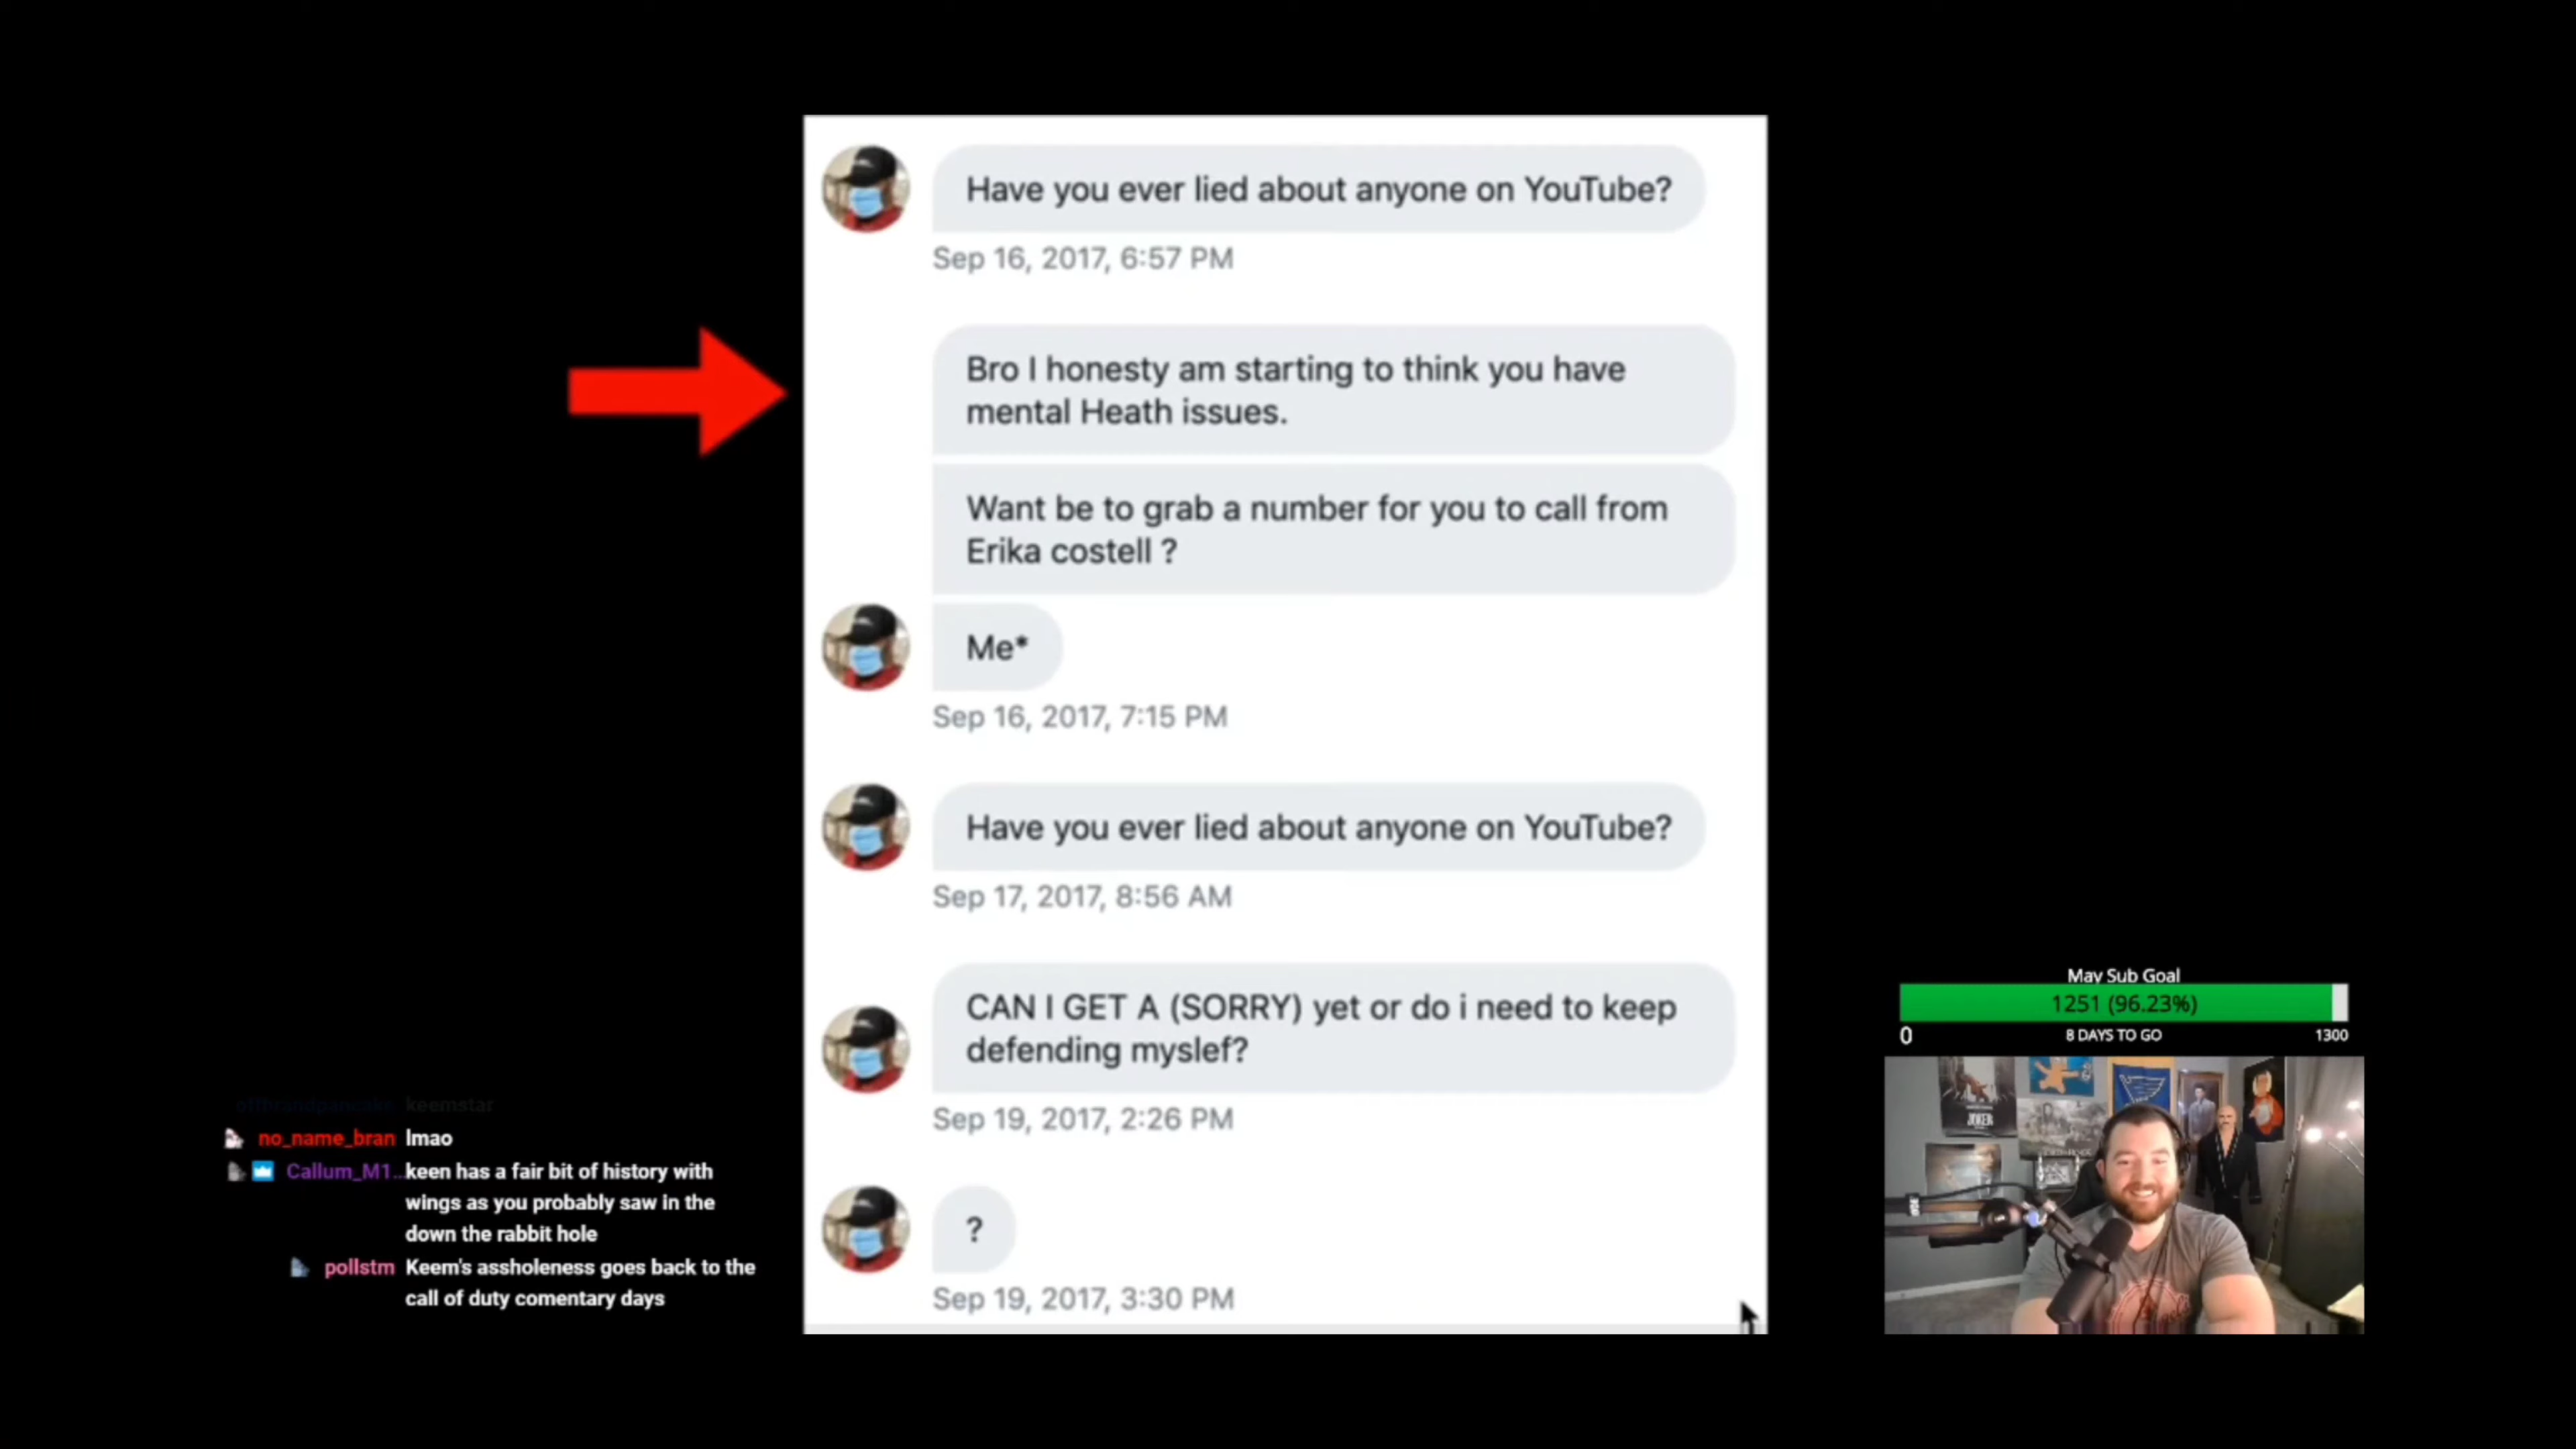 Have you ever lied about anyone on YouTube?
Sep 16, 2017, 6:57 PM
Bro I honesty am starting to think you have
mental Heath issues.
Want be to grab a number for you to call from
Erika costell ?
Me*
Sep 16, 2017, 7:15 PM
Have you ever lied about anyone on YouTube?
Sep 17, 2017, 8:56 AM
CAN I GET A (SORRY) yet or do i need to keep
defending myslef?
Sep 19, 2017, 2:26 PM
?
Sep 19, 2017, 3:30 PM
keemstar
no_name_bran lmao
Callum_M1... keen has a fair bit of history with
wings as you probably saw in the
down the rabbit hole
pollstm Keem's assholeness goes back to the
call of duty comentary days
May Sub Goal
1251 (96.23%)
0 8 DAYS TO GO 1300
JOKER